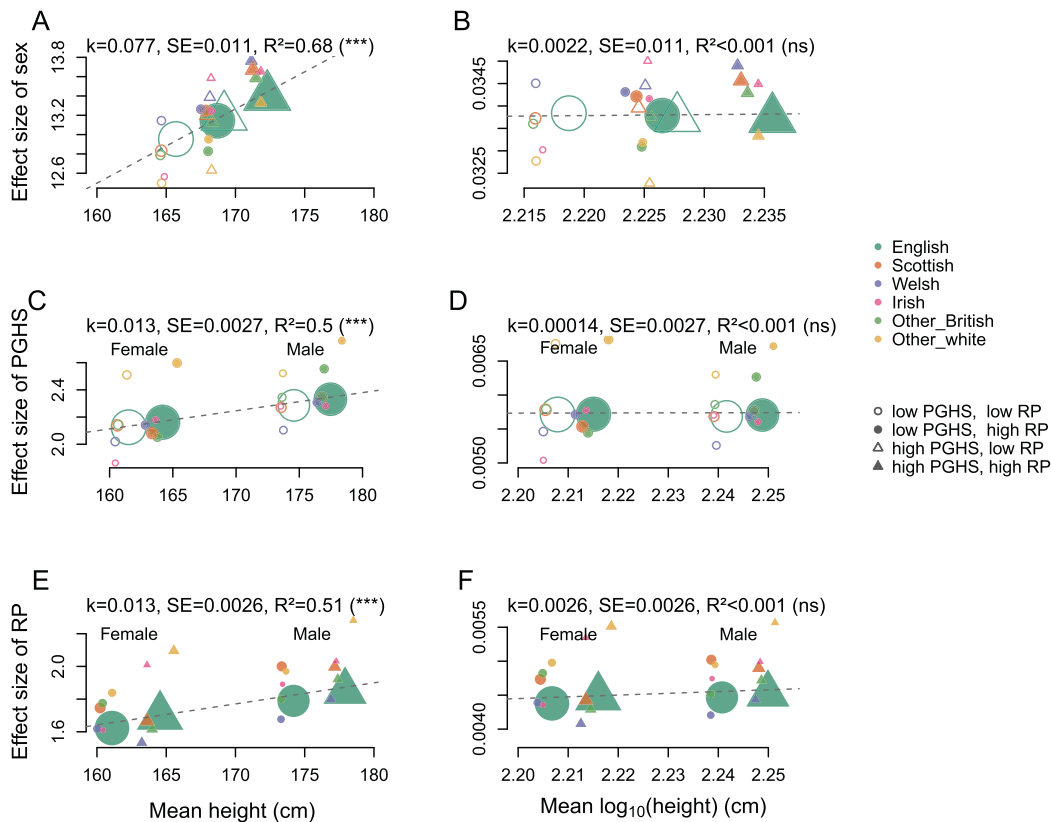 A
k=0.077, SE=0.011, R²=0.68 (***)
Effect size of sex
13.8
13.2
12.6
160 165 170 175 180
B
k=0.0022, SE=0.011, R²<0.001 (ns)
0.0345
0.0325
2.215 2.220 2.225 2.230 2.235
C
k=0.013, SE=0.0027, R²=0.5 (***)
Female Male
Effect size of PGHS
2.4
2.0
160 165 170 175 180
D
k=0.00014, SE=0.0027, R²<0.001 (ns)
Female Male
0.0065
0.0050
2.20 2.21 2.22 2.23 2.24 2.25
English
Scottish
Welsh
Irish
Other_British
Other_white
low PGHS, low RP
low PGHS, high RP
high PGHS, low RP
high PGHS, high RP
E
k=0.013, SE=0.0026, R²=0.51 (***)
Female Male
Effect size of RP
2.0
1.6
160 165 170 175 180
Mean height (cm)
F
k=0.0026, SE=0.0026, R²<0.001 (ns)
Female Male
0.0055
0.0040
2.20 2.21 2.22 2.23 2.24 2.25
Mean log10(height) (cm)